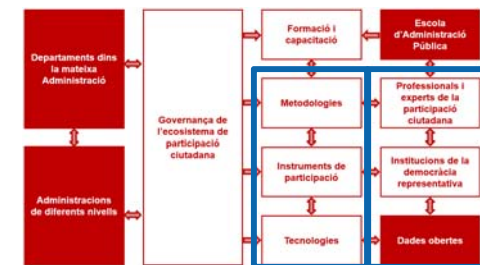 Departaments dins
la mateixa
Administració
Administracions
de diferents nivells
Governança de
l'ecosistema de
participació
ciutadana
Formació i
capacitació
Metodologies
Instruments de
participació
Tecnologies
Escola
d'Administració
Pública
Professionals i
experts de la
participació
ciutadana
Institucions de la
democràcia
representativa
Dades obertes